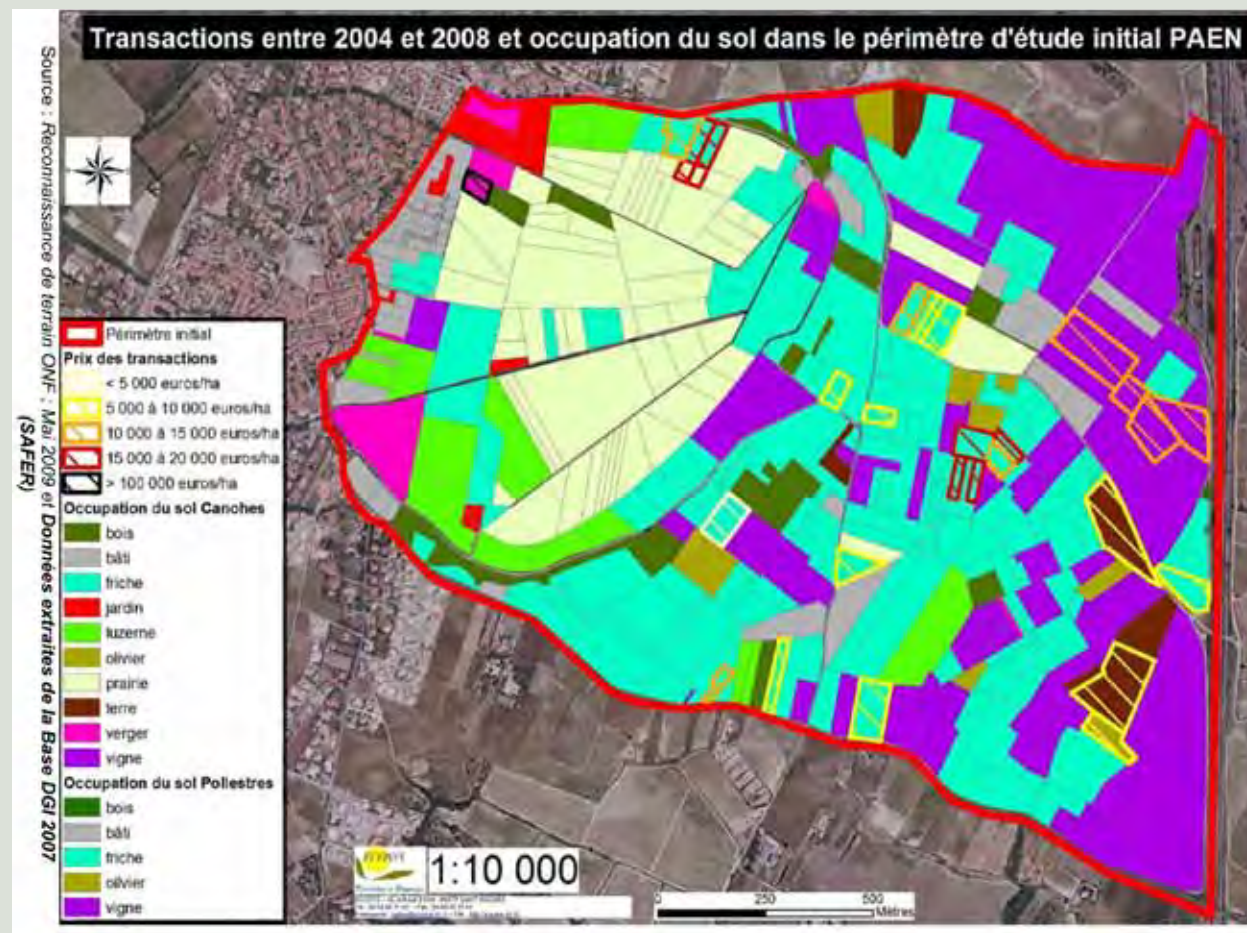 Transactions entre 2004 et 2008 et occupation du sol dans le périmètre d'étude initial PAEN
Source : Reconnaissance de terrain ONF ; Mai 2009 et Données extraites de la Base DGI 2007
(SAFER)
Périmètre initial
Prix des transactions
< 5 000 euros/ha
5 000 à 10 000 euros/ha
10 000 à 15 000 euros/ha
15 000 à 20 000 euros/ha
> 100 000 euros/ha
Occupation du sol Canohes
bois
bâti
friche
jardin
luzerne
olivier
prairie
terre
verger
vigne
Occupation du sol Pollestres
bois
bâti
friche
olivier
vigne
1:10 000
0 250 500
Mètres